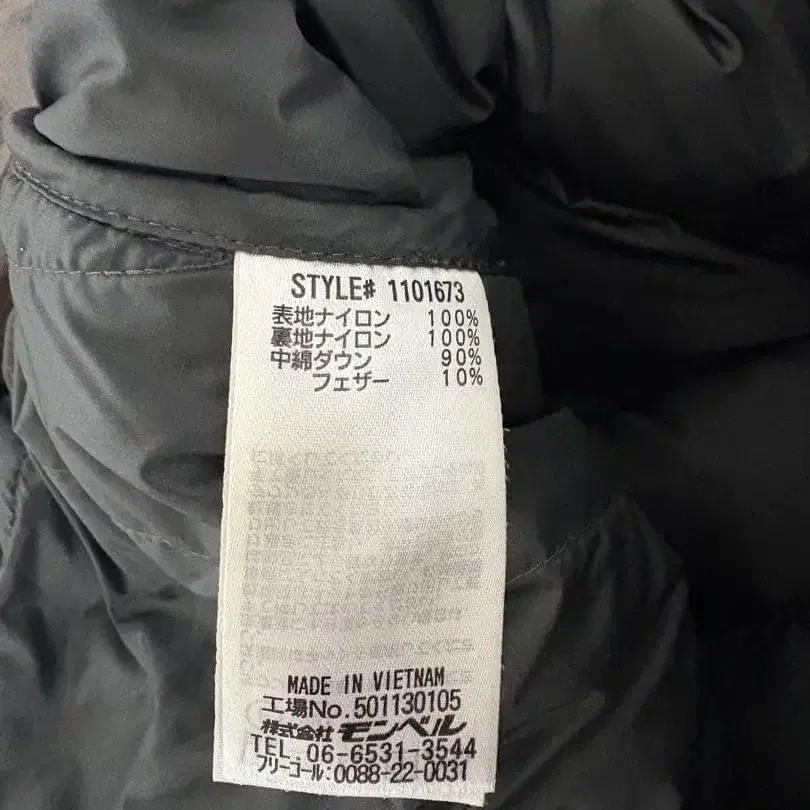 STYLE# 1101673
表地ナイロン 100%
裏地ナイロン 100%
中綿ダウン 90%
フェザー 10%
MADE IN VIETNAM
工場No.501130105
株式会社 モンベル
TEL 06-6531-3544
フリーコール:0088-22-0031